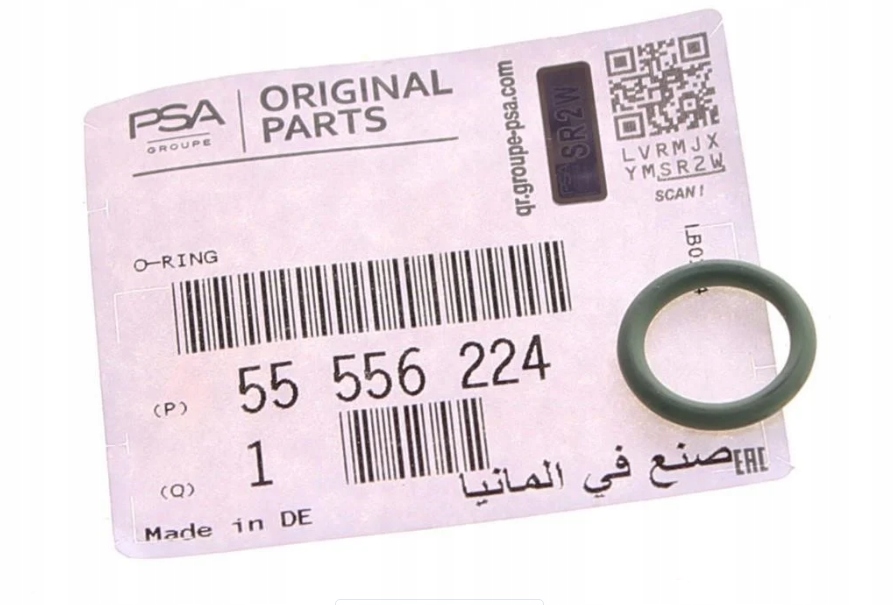 PSA
GROUPE
ORIGINAL
PARTS
qr.groupe-psa.com
SR2W
LVRMJX
YMSR2W
SCAN!
O-RING
(P) 55 556 224
(Q) 1
صنع في المانيا
EAC
Made in DE